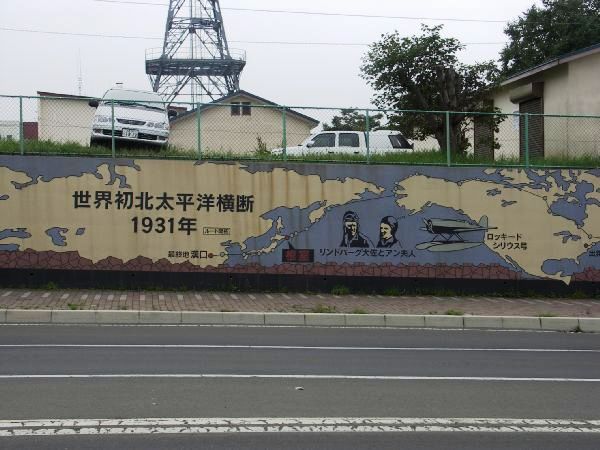 世界初北太平洋横断
1931年
最終地漢口
リンドバーグ大佐とアン夫人
ロッキード
シリウス号